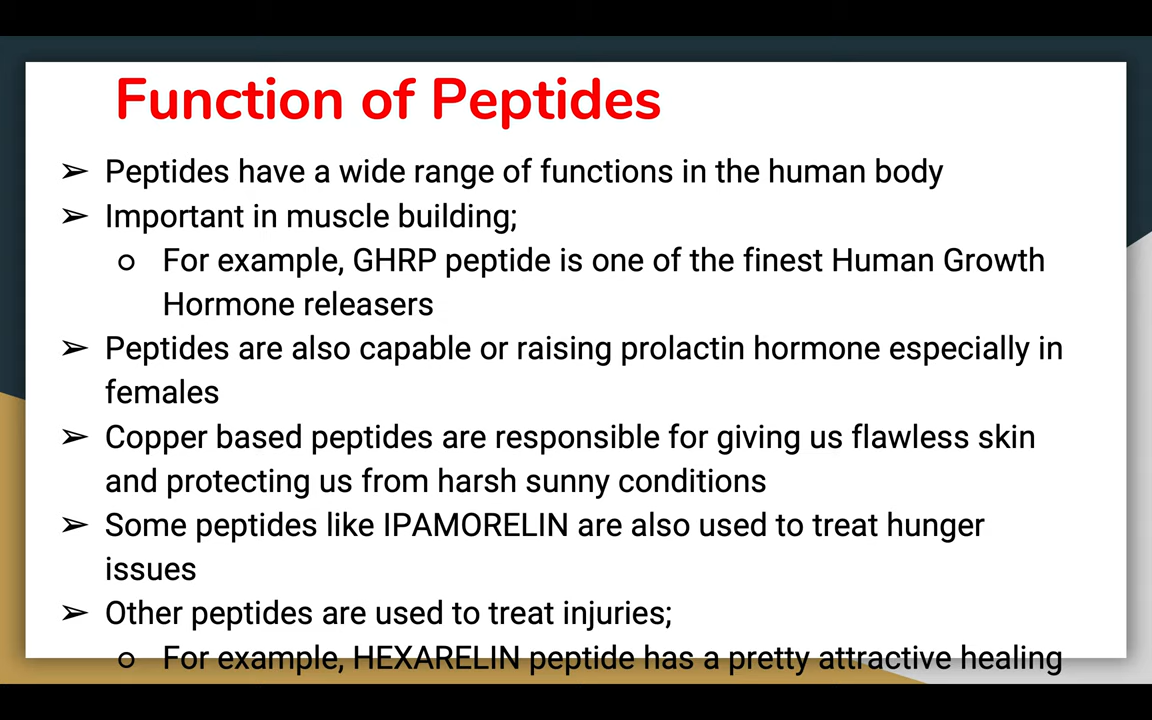 Function of Peptides
➢ Peptides have a wide range of functions in the human body
➢ Important in muscle building;
○ For example, GHRP peptide is one of the finest Human Growth
Hormone releasers
➢ Peptides are also capable or raising prolactin hormone especially in
females
➢ Copper based peptides are responsible for giving us flawless skin
and protecting us from harsh sunny conditions
➢ Some peptides like IPAMORELIN are also used to treat hunger
issues
➢ Other peptides are used to treat injuries;
○ For example, HEXARELIN peptide has a pretty attractive healing